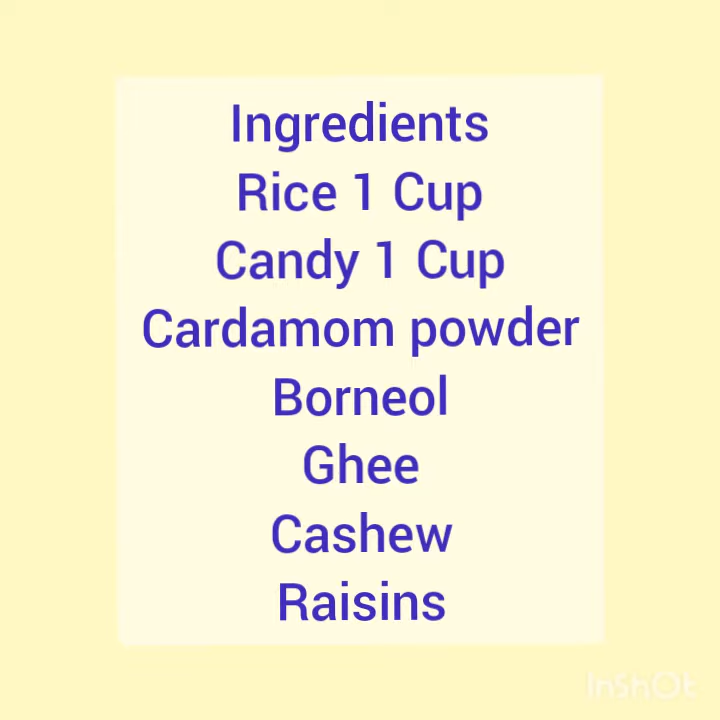 Ingredients
Rice 1 Cup
Candy 1 Cup
Cardamom powder
Borneol
Ghee
Cashew
Raisins
InShOt